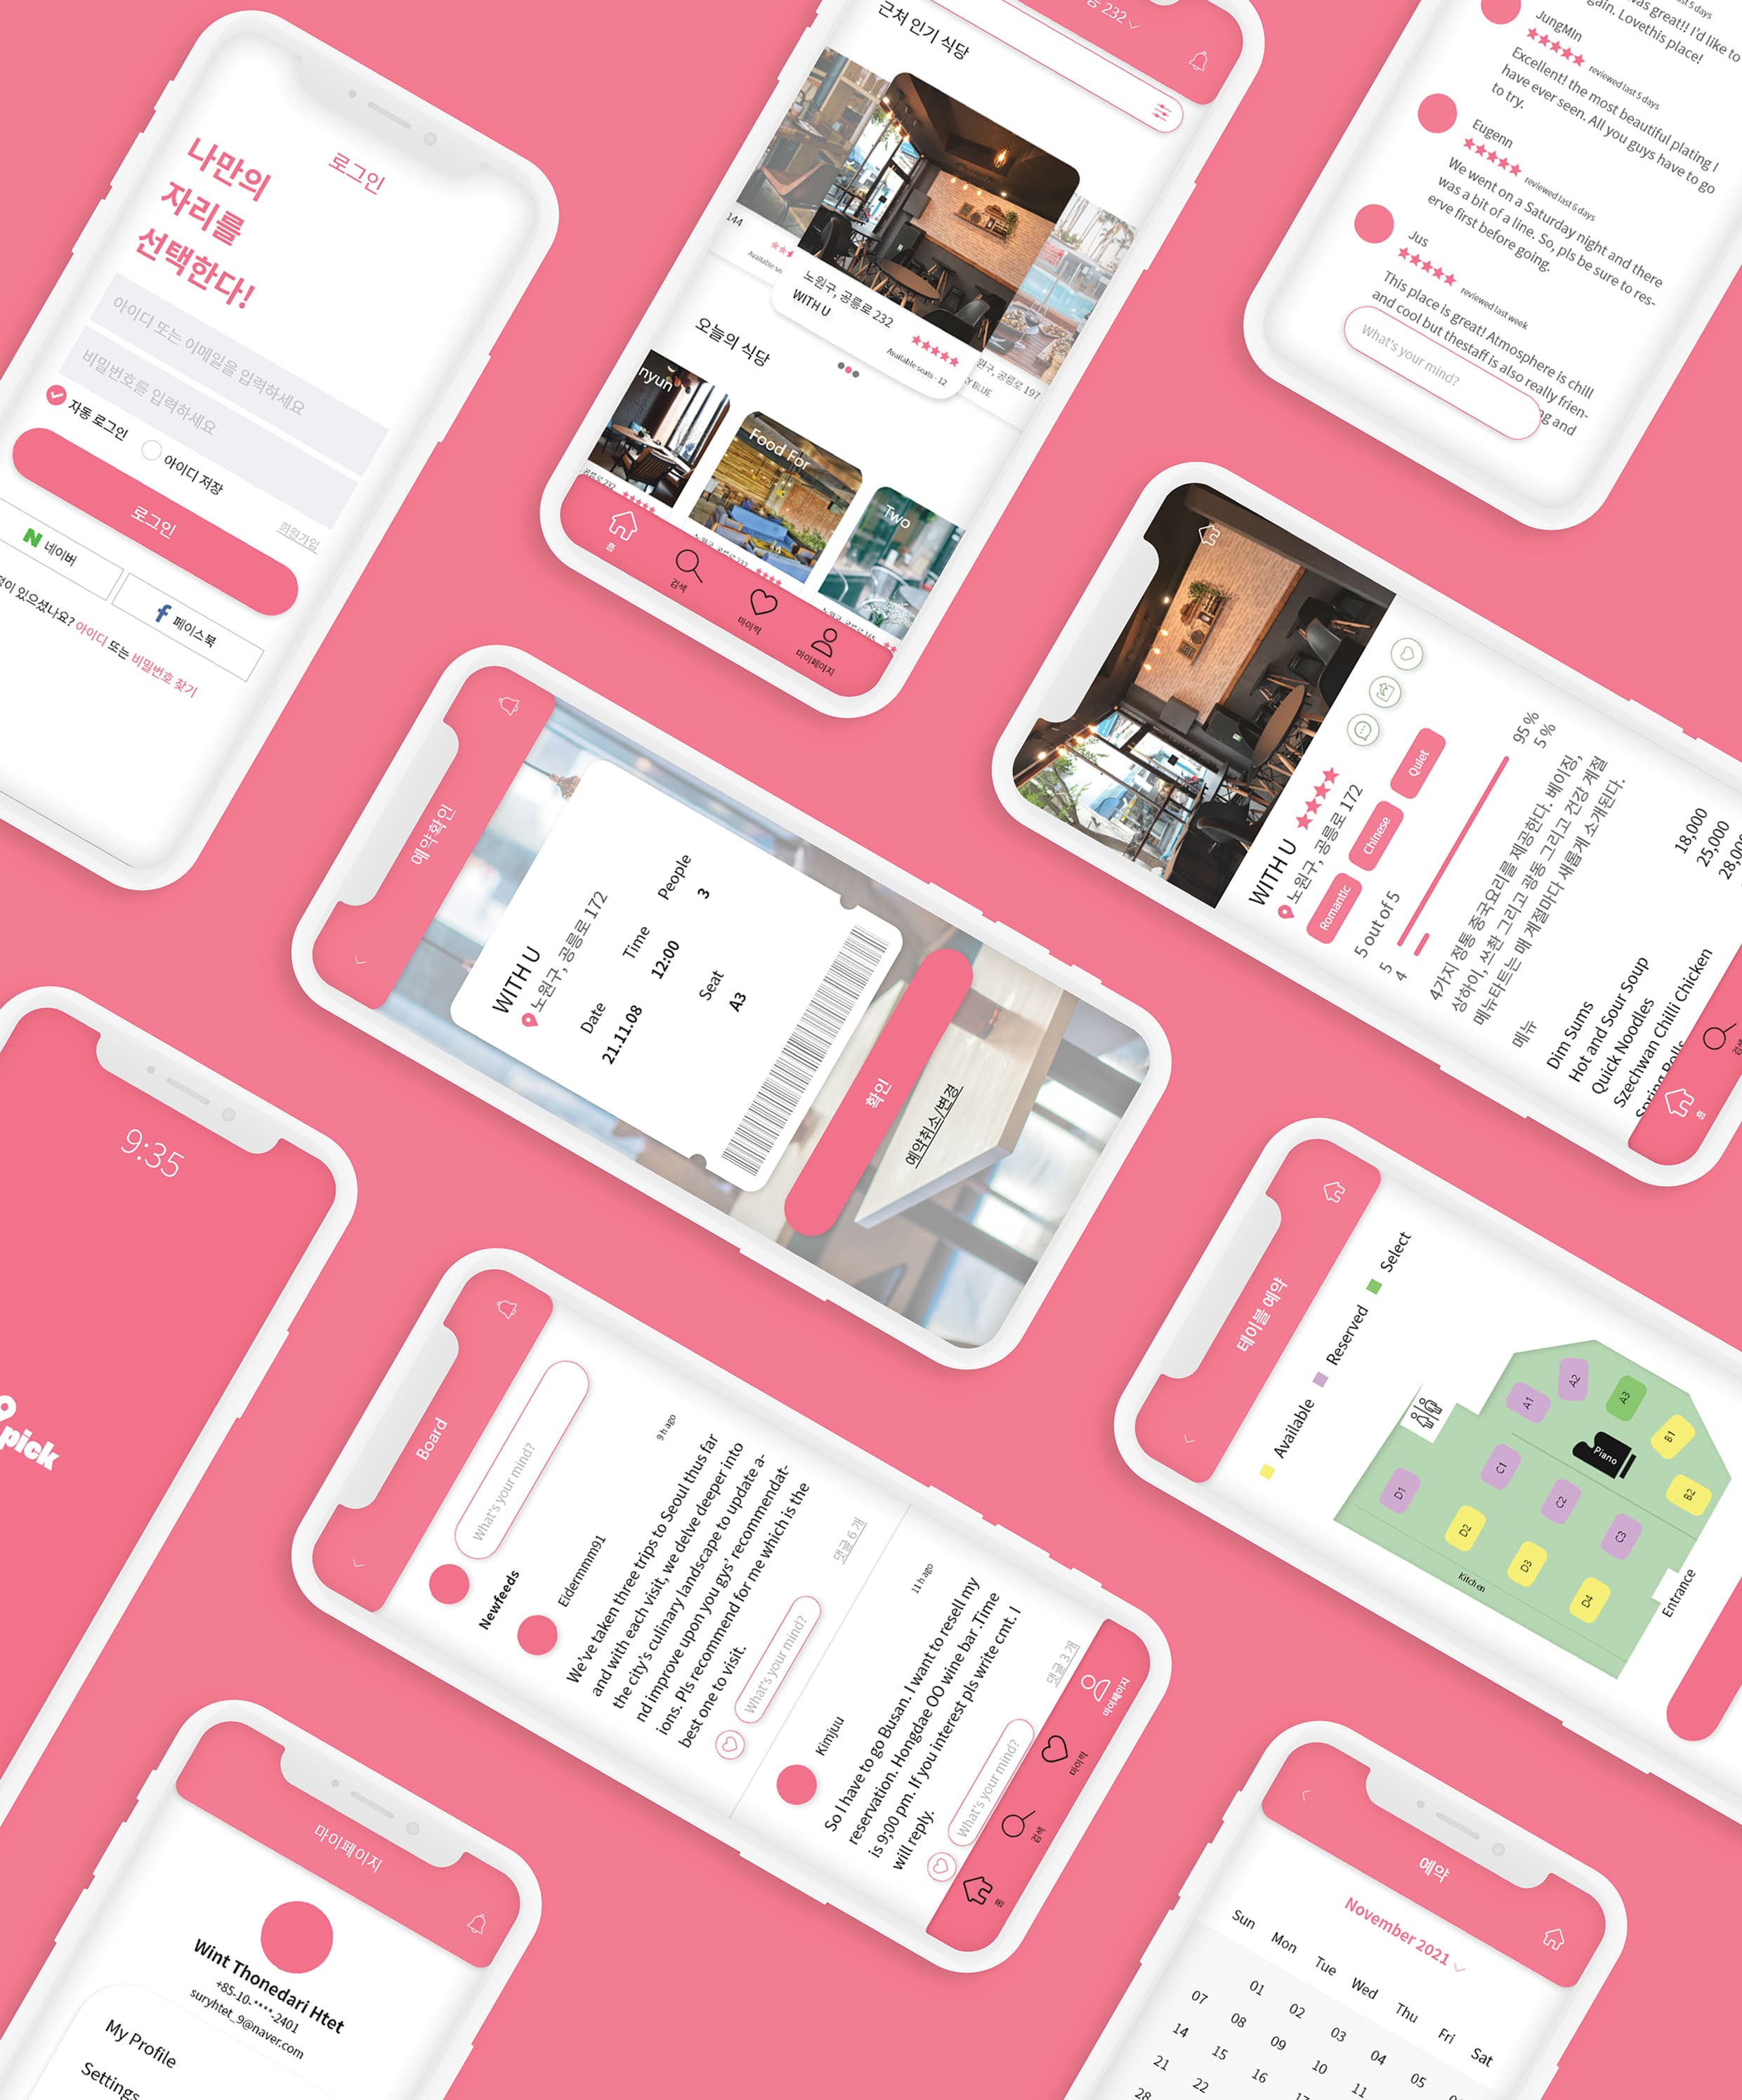 로그인
나만의
자리를
선택한다!
아이디 또는 이메일을 입력하세요
비밀번호를 입력하세요
자동 로그인
아이디 저장
로그인
회원가입
네이버
페이스북
있으셨나요? 아이디 또는 비밀번호 찾기
232
근처 인기 식당
144
노원구, 공릉로 232
WITH U
Available seats - 12
공릉로 197
BLUE
오늘의 식당
nyun
Food For
Two
홈
검색
마이픽
마이페이지
was great!! I'd like to
gain. Lovethis place!
JungMIn
reviewed last 5 days
Excellent! the most beautiful plating I
have ever seen. All you guys have to go
to try.
Eugenn
reviewed last 6 days
We went on a Saturday night and there
was a bit of a line. So, pls be sure to res-
erve first before going.
Jus
reviewed last week
This place is great! Atmosphere is chill
and cool but thestaff is also really frien-
and
What's your mind?
WITH U
노원구, 공릉로 172
Romantic
Chinese
Quiet
5 out of 5
5
95 %
4
5 %
4가지 정통 중국요리를 제공한다. 베이징,
상하이, 쓰촨 그리고 광동 그리고 건강 계절
메뉴타트는 매 계절마다 새롭게 소개된다.
메뉴
Dim Sums
18,000
Hot and Sour Soup
25,000
Quick Noodles
Szechwan Chilli Chicken
Spring Rolls
홈
예약확인
WITH U
노원구, 공릉로 172
Date
Time
People
21.11.08
12:00
3
Seat
A3
확인
예약취소/변경
9:35
pick
Board
What's your mind?
Newfeeds
Eidermm91
9 h ago
We've taken three trips to Seoul thus far
and with each visit, we delve deeper into
the city's culinary landscape to update a-
nd improve upon you gys' recommendat-
ions. Pls recommend for me which is the
best one to visit.
What's your mind?
댓글 6 개
Kimjuu
11 h ago
So I have to go Busan. I want to resell my
reservation. Hongdae OO wine bar .Time
is 9;00 pm. If you interest pls write cmt. I
will reply.
What's your mind?
댓글 3 개
홈
검색
마이픽
마이페이지
테이블 예약
Available
Reserved
Select
A1
A2
A3
B1
B2
Piano
C1
C2
C3
D1
D2
D3
D4
Kitchen
Entrance
마이페이지
Wint Thonedari Htet
+85-10-****-2401
suryhtet_9@naver.com
My Profile
Settings
예약
November 2021
Sun Mon Tue Wed Thu Fri Sat
01 02 03 04 05
07 08 09 10 11
14 15 16
21 22
28